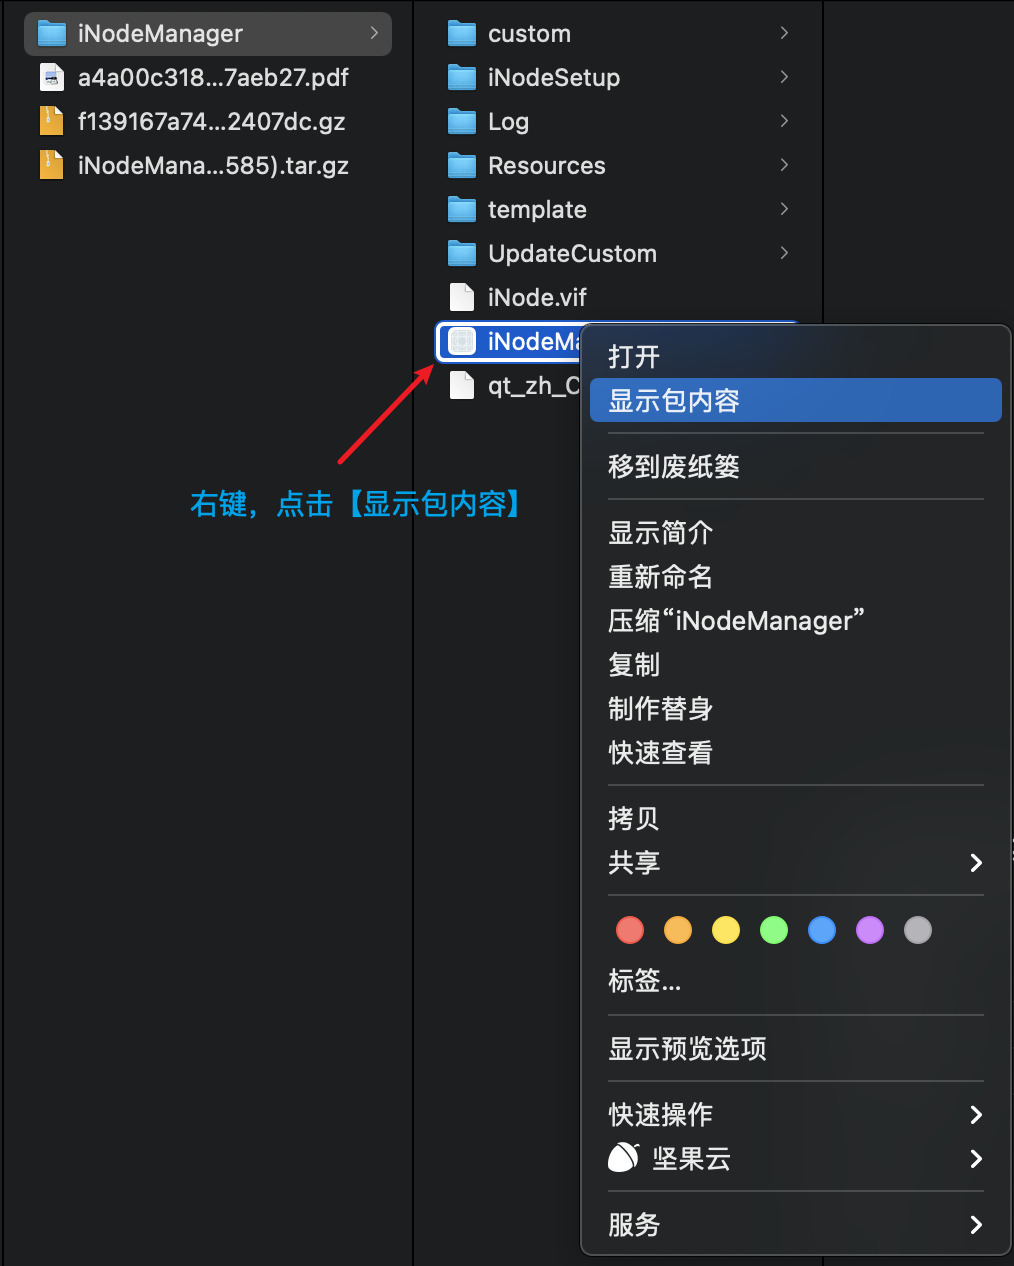 iNodeManager
a4a00c318...7aeb27.pdf
f139167a74...2407dc.gz
iNodeMana...585).tar.gz
custom
iNodeSetup
Log
Resources
template
UpdateCustom
iNode.vif
iNodeMa
qt_zh_C
右键，点击【显示包内容】
打开
显示包内容
移到废纸篓
显示简介
重新命名
压缩“iNodeManager”
复制
制作替身
快速查看
拷贝
共享
标签...
显示预览选项
快速操作
坚果云
服务